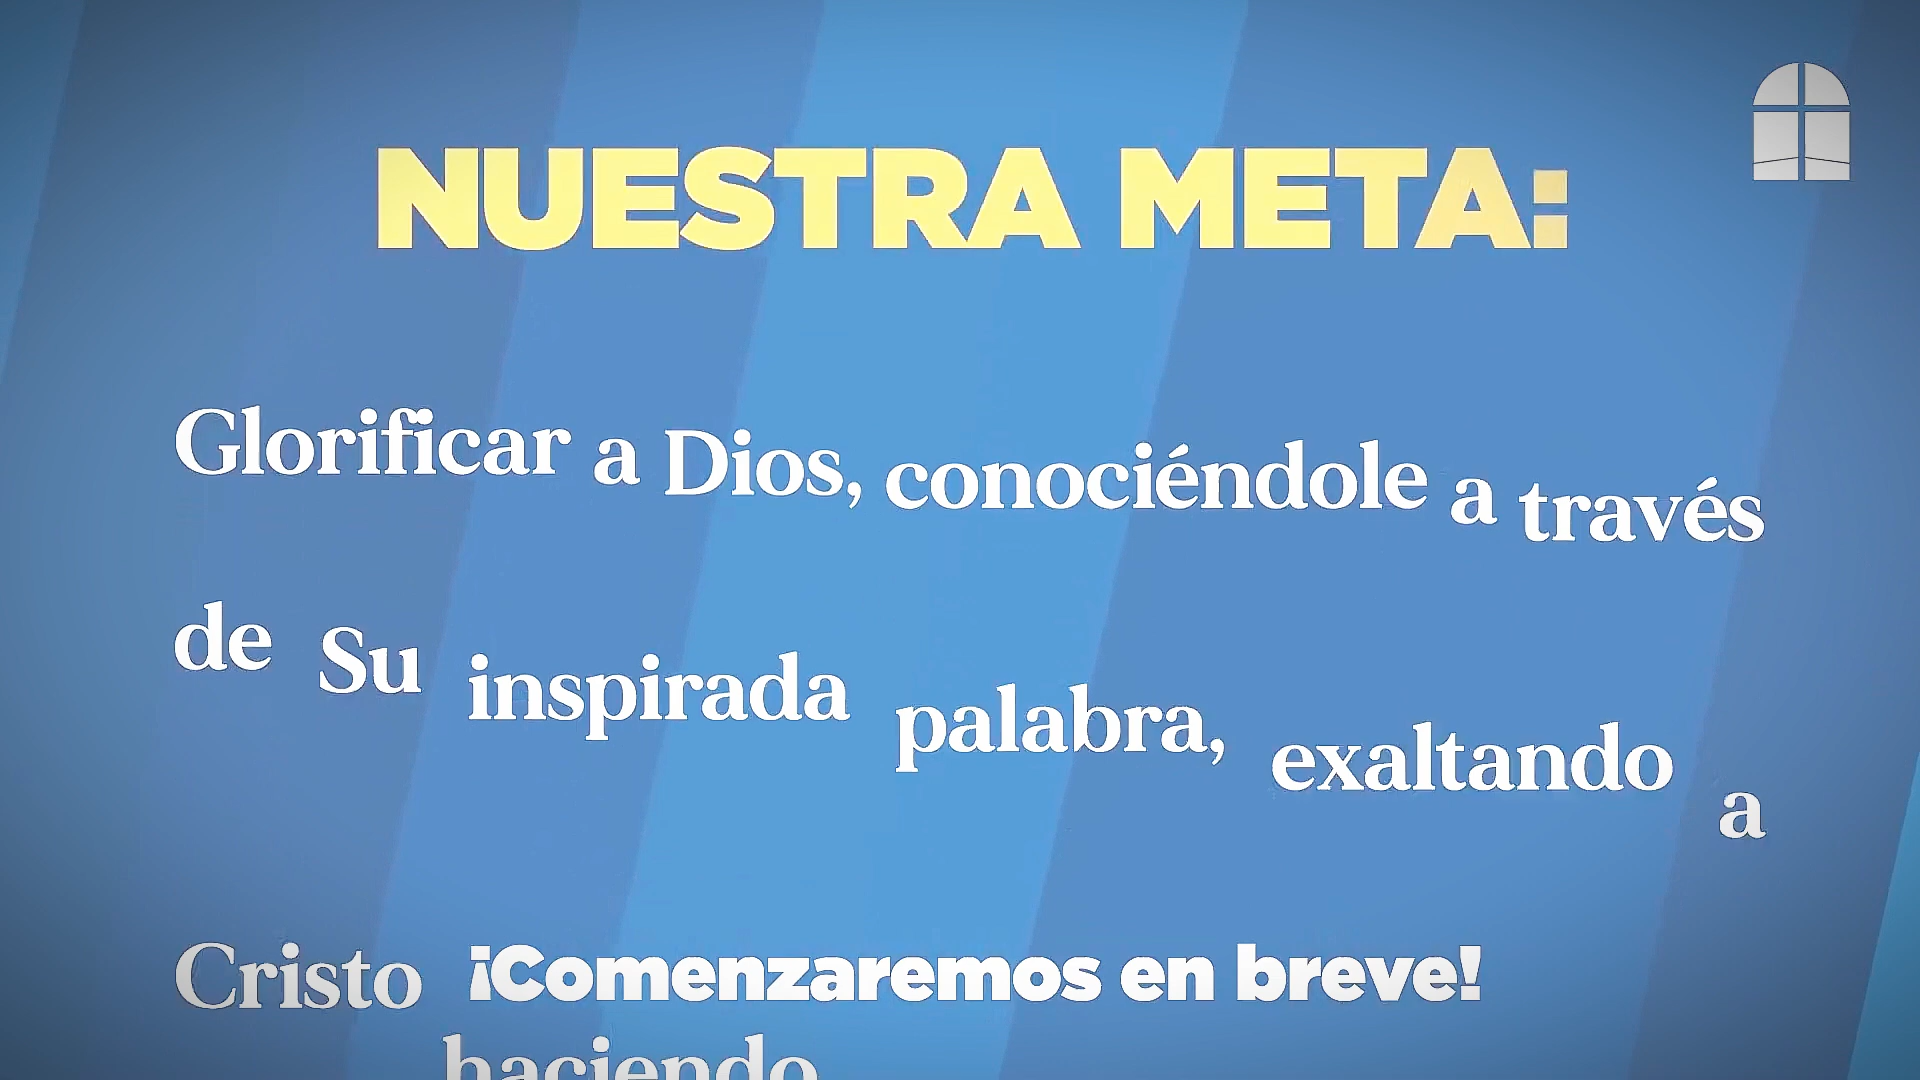 NUESTRA META:
Glorificar a Dios, conociéndole a través
de Su inspirada palabra, exaltando a
Cristo
¡Comenzaremos en breve!
haciendo